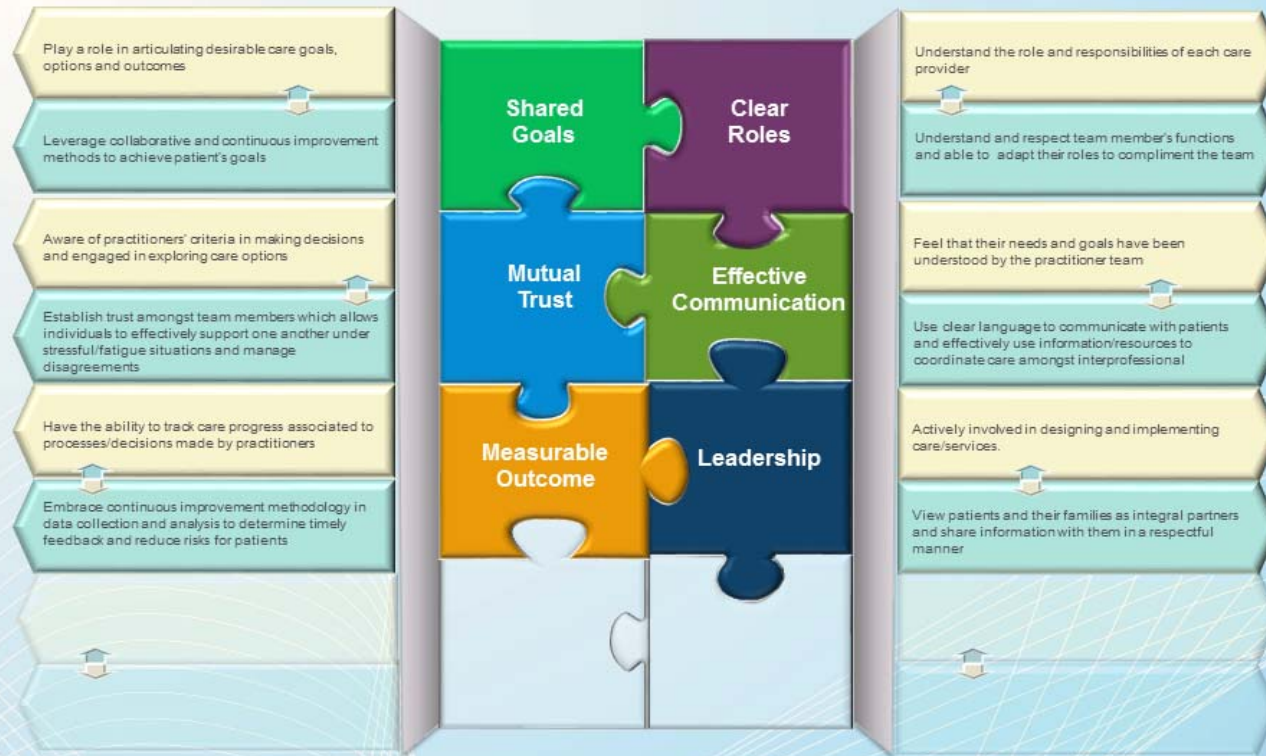 Play a role in articulating desirable care goals,
options and outcomes
Leverage collaborative and continuous improvement
methods to achieve patient's goals
Aware of practitioners' criteria in making decisions
and engaged in exploring care options
Establish trust amongst team members which allows
individuals to effectively support one another under
stressful/fatigue situations and manage
disagreements
Have the ability to track care progress associated to
processes/decisions made by practitioners
Embrace continuous improvement methodology in
data collection and analysis to determine timely
feedback and reduce risks for patients
Shared
Goals
Clear
Roles
Mutual
Trust
Effective
Communication
Measurable
Outcome
Leadership
Understand the role and responsibilities of each care
provider
Understand and respect team member's functions
and able to adapt their roles to compliment the team
Feel that their needs and goals have been
understood by the practitioner team
Use clear language to communicate with patients
and effectively use information/resources to
coordinate care amongst interprofessional
Actively involved in designing and implementing
care/services.
View patients and their families as integral partners
and share information with them in a respectful
manner